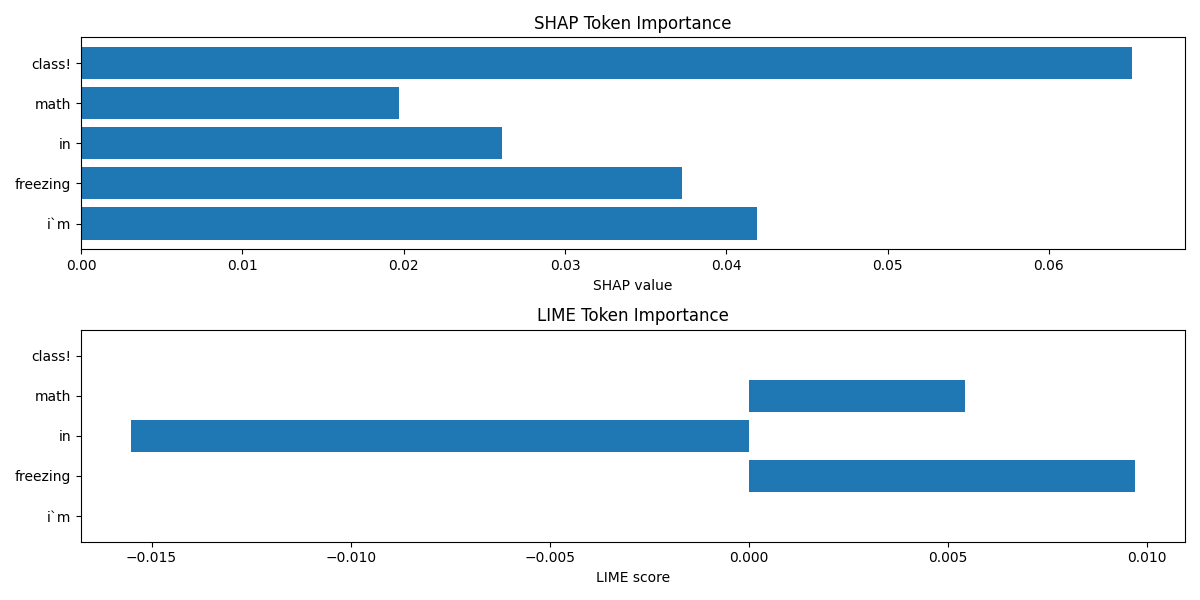 SHAP Token Importance
class!
math
in
freezing
i`m
0.00 0.01 0.02 0.03 0.04 0.05 0.06
SHAP value
LIME Token Importance
class!
math
in
freezing
i`m
−0.015 −0.010 −0.005 0.000 0.005 0.010
LIME score